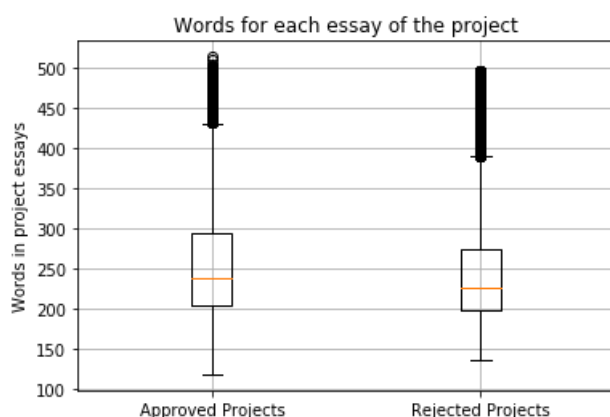 Words for each essay of the project
Words in project essays
500
450
400
350
300
250
200
150
100
Approved Projects
Rejected Projects